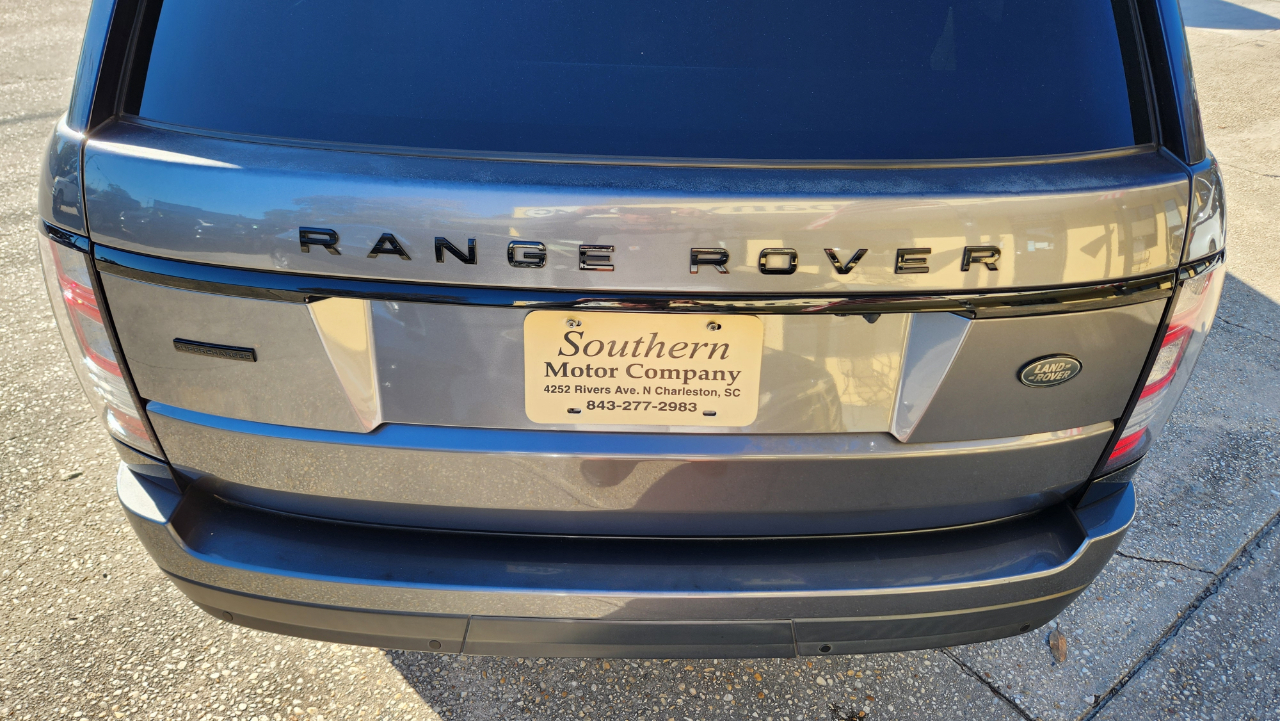 RANGE ROVER
Southern
Motor Company
4252 Rivers Ave. N Charleston, SC
843-277-2983
LAND
ROVER